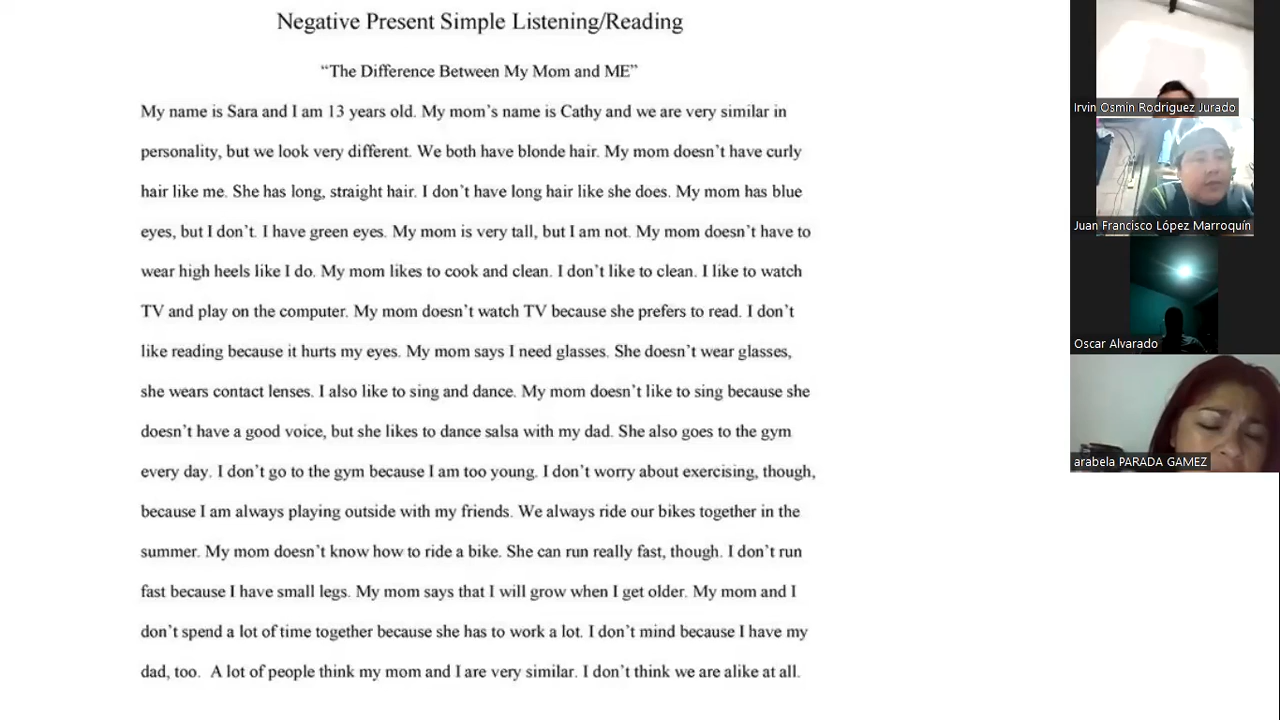 Negative Present Simple Listening/Reading
“The Difference Between My Mom and ME”
My name is Sara and I am 13 years old. My mom’s name is Cathy and we are very similar in
personality, but we look very different. We both have blonde hair. My mom doesn’t have curly
hair like me. She has long, straight hair. I don’t have long hair like she does. My mom has blue
eyes, but I don’t. I have green eyes. My mom is very tall, but I am not. My mom doesn’t have to
wear high heels like I do. My mom likes to cook and clean. I don’t like to clean. I like to watch
TV and play on the computer. My mom doesn’t watch TV because she prefers to read. I don’t
like reading because it hurts my eyes. My mom says I need glasses. She doesn’t wear glasses,
she wears contact lenses. I also like to sing and dance. My mom doesn’t like to sing because she
doesn’t have a good voice, but she likes to dance salsa with my dad. She also goes to the gym
every day. I don’t go to the gym because I am too young. I don’t worry about exercising, though,
because I am always playing outside with my friends. We always ride our bikes together in the
summer. My mom doesn’t know how to ride a bike. She can run really fast, though. I don’t run
fast because I have small legs. My mom says that I will grow when I get older. My mom and I
don’t spend a lot of time together because she has to work a lot. I don’t mind because I have my
dad, too.  A lot of people think my mom and I are very similar. I don’t think we are alike at all.
Irvin Osmin Rodriguez Jurado
Juan Francisco López Marroquín
Oscar Alvarado
arabela PARADA GAMEZ